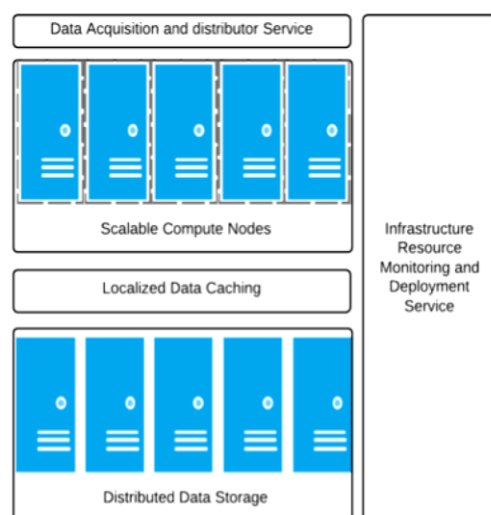 Data Acquisition and distributor Service
Scalable Compute Nodes
Localized Data Caching
Distributed Data Storage
Infrastructure
Resource
Monitoring and
Deployment
Service